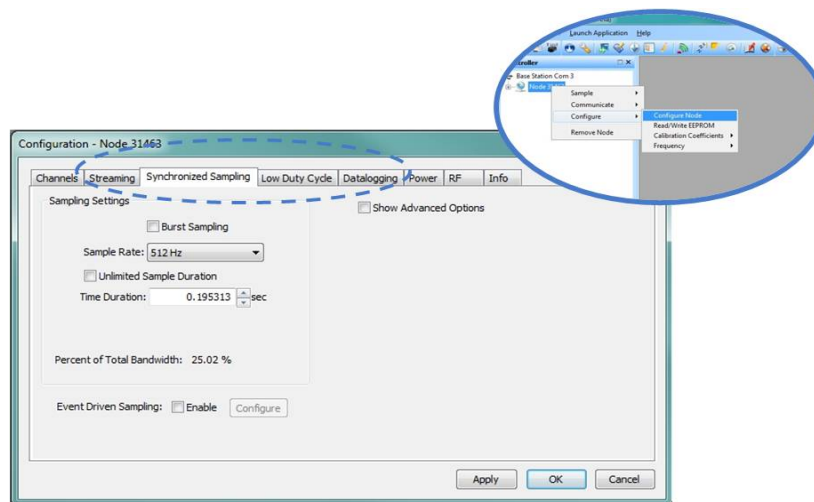 Launch Application Help
Base Station Com 3
Node
Sample
Communicate
Configure
Remove Node
Configure Node
Read/Write EEPROM
Calibration Coefficients
Frequency
Configuration - Node 31463
Channels Streaming Synchronized Sampling Low Duty Cycle Datalogging Power RF Info
Sampling Settings
Show Advanced Options
Burst Sampling
Sample Rate: 512 Hz
Unlimited Sample Duration
Time Duration: 0.195313 sec
Percent of Total Bandwidth: 25.02 %
Event Driven Sampling: Enable Configure
Apply OK Cancel